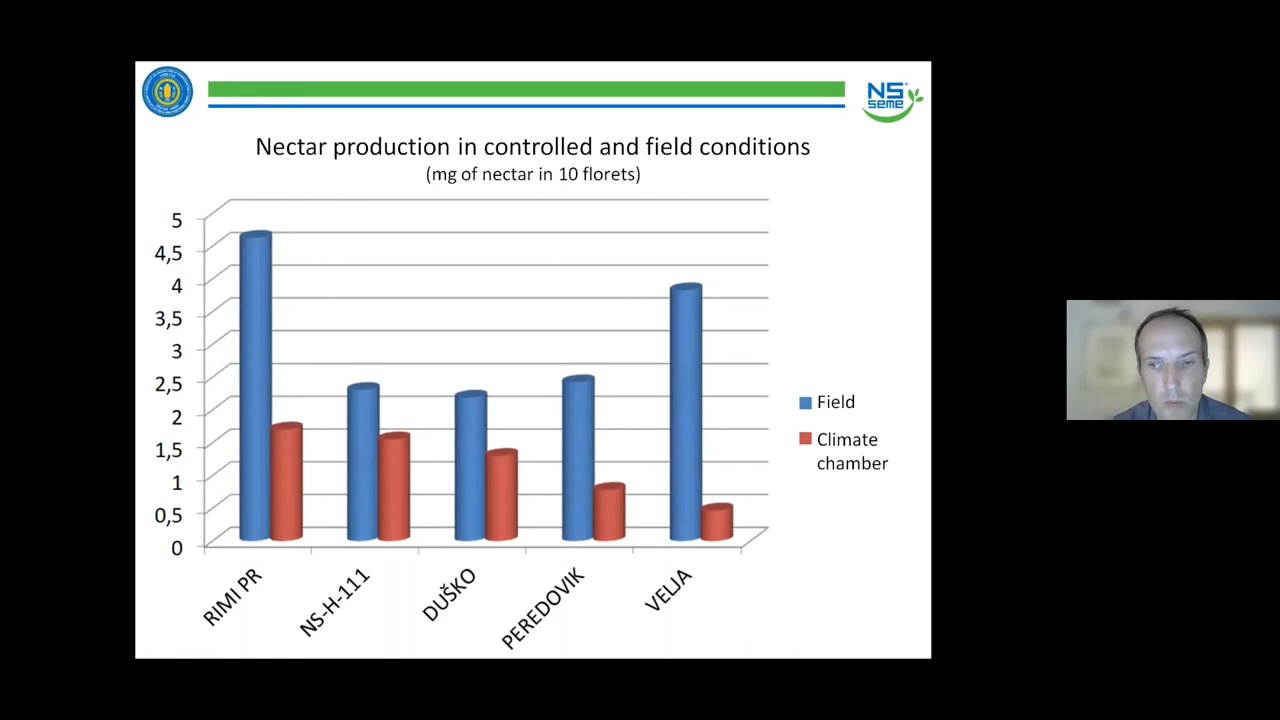 NS
seme
Nectar production in controlled and field conditions
(mg of nectar in 10 florets)
5
4,5
4
3,5
3
2,5
2
1,5
1
0,5
0
RIMI PR
NS-H-111
DUŠKO
PEREDOVIK
VELJA
Field
Climate
chamber